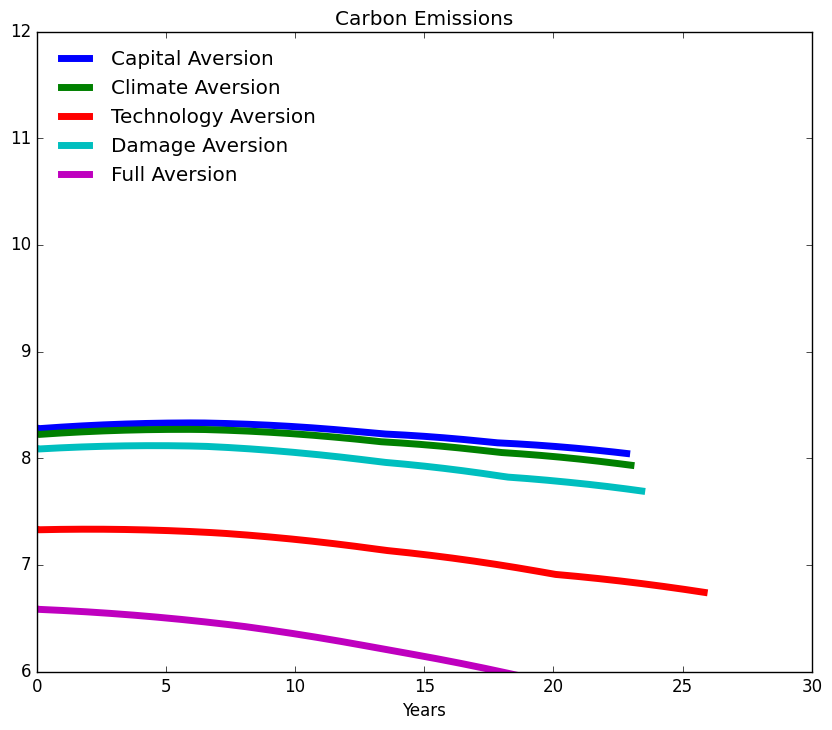 Carbon Emissions
12
11
10
9
8
7
6
Capital Aversion
Climate Aversion
Technology Aversion
Damage Aversion
Full Aversion
0 5 10 15 20 25 30
Years